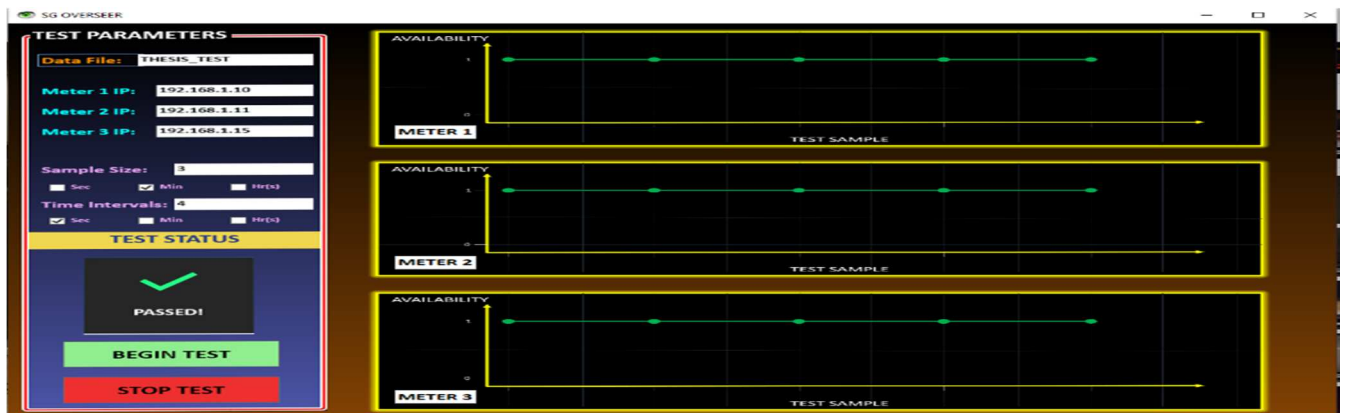 SG OVERSEER
TEST PARAMETERS
Data File: THESIS_TEST
Meter 1 IP: 192.168.1.10
Meter 2 IP: 192.168.1.11
Meter 3 IP: 192.168.1.15
Sample Size: 3
Sec Min Hr(s)
Time Intervals: 4
Sec Min Hr(s)
TEST STATUS
PASSED!
BEGIN TEST
STOP TEST
AVAILABILITY
1
0
METER 1
TEST SAMPLE
AVAILABILITY
1
0
METER 2
TEST SAMPLE
AVAILABILITY
1
0
METER 3
TEST SAMPLE